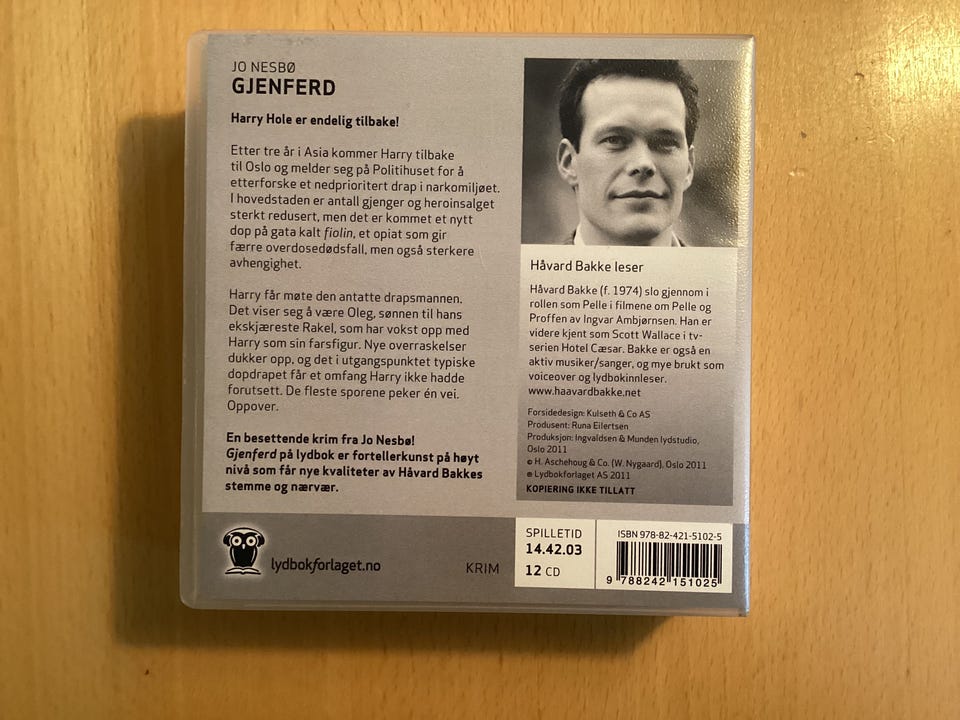 JO NESBØ
GJENFERD
Harry Hole er endelig tilbake!
Etter tre år i Asia kommer Harry tilbake
til Oslo og melder seg på Politihuset for å
etterforske et nedprioritert drap i narkomiljøet.
I hovedstaden er antall gjenger og heroinsalget
sterkt redusert, men det er kommet et nytt
dop på gata kalt fiolin, et opiat som gir
færre overdosedødsfall, men også sterkere
avhengighet.
Harry får møte den antatte drapsmannen.
Det viser seg å være Oleg, sønnen til hans
ekskjæreste Rakel, som har vokst opp med
Harry som sin farsfigur. Nye overraskelser
dukker opp, og det i utgangspunktet typiske
dopdrapet får et omfang Harry ikke hadde
forutsett. De fleste sporene peker én vei.
Oppover.
En besettende krim fra Jo Nesbø!
Gjenferd på lydbok er fortellerkunst på høyt
nivå som får nye kvaliteter av Håvard Bakkes
stemme og nærvær.
Håvard Bakke leser
Håvard Bakke (f. 1974) slo gjennom i
rollen som Pelle i filmene om Pelle og
Proffen av Ingvar Ambjørnsen. Han er
videre kjent som Scott Wallace i tv-
serien Hotel Cæsar. Bakke er også en
aktiv musiker/sanger, og mye brukt som
voiceover og lydbokinnleser.
www.haavardbakke.net
Forsidedesign: Kulseth & Co AS
Produsent: Runa Eilertsen
Produksjon: Ingvaldsen & Munden lydstudio,
Oslo 2011
© H. Aschehoug & Co. (W. Nygaard), Oslo 2011
℗ Lydbokforlaget AS 2011
KOPIERING IKKE TILLATT
lydbokforlaget.no
KRIM
SPILLETID
14.42.03
12 CD
ISBN 978-82-421-5102-5
9 788242 151025